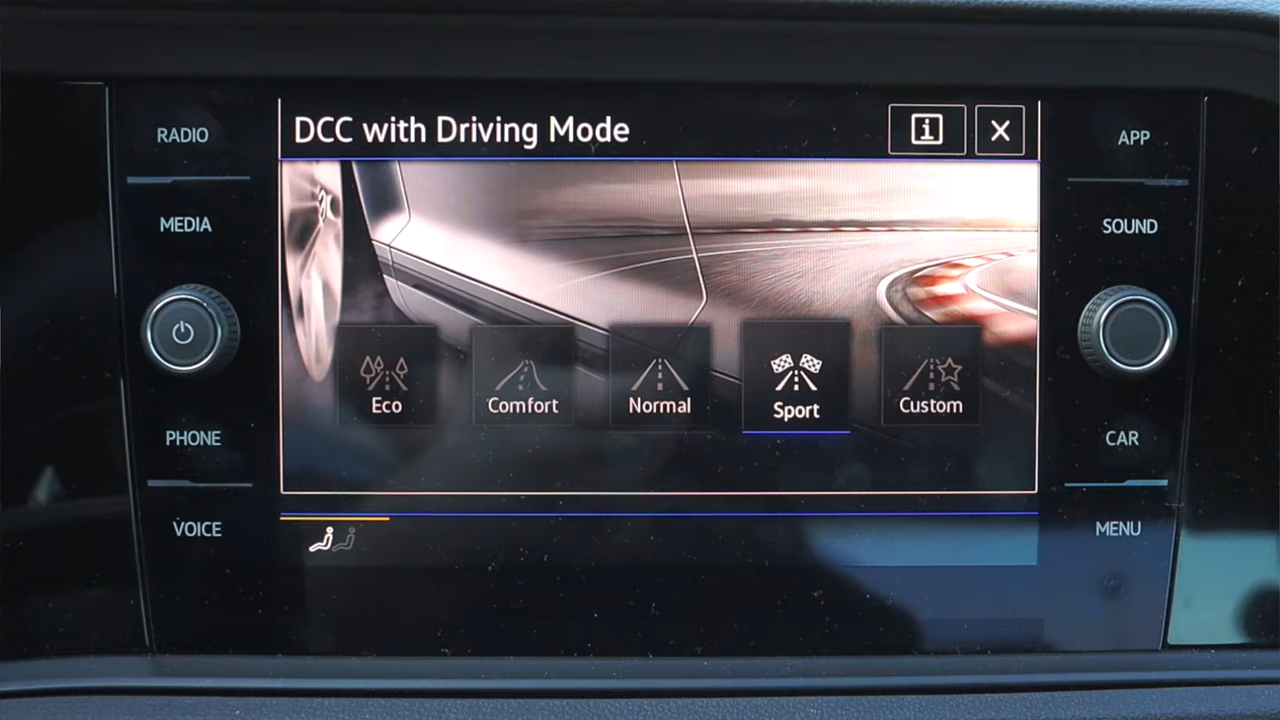 DCC with Driving Mode
i
RADIO
MEDIA
PHONE
VOICE
Eco
Comfort
Normal
Sport
Custom
APP
SOUND
CAR
MENU